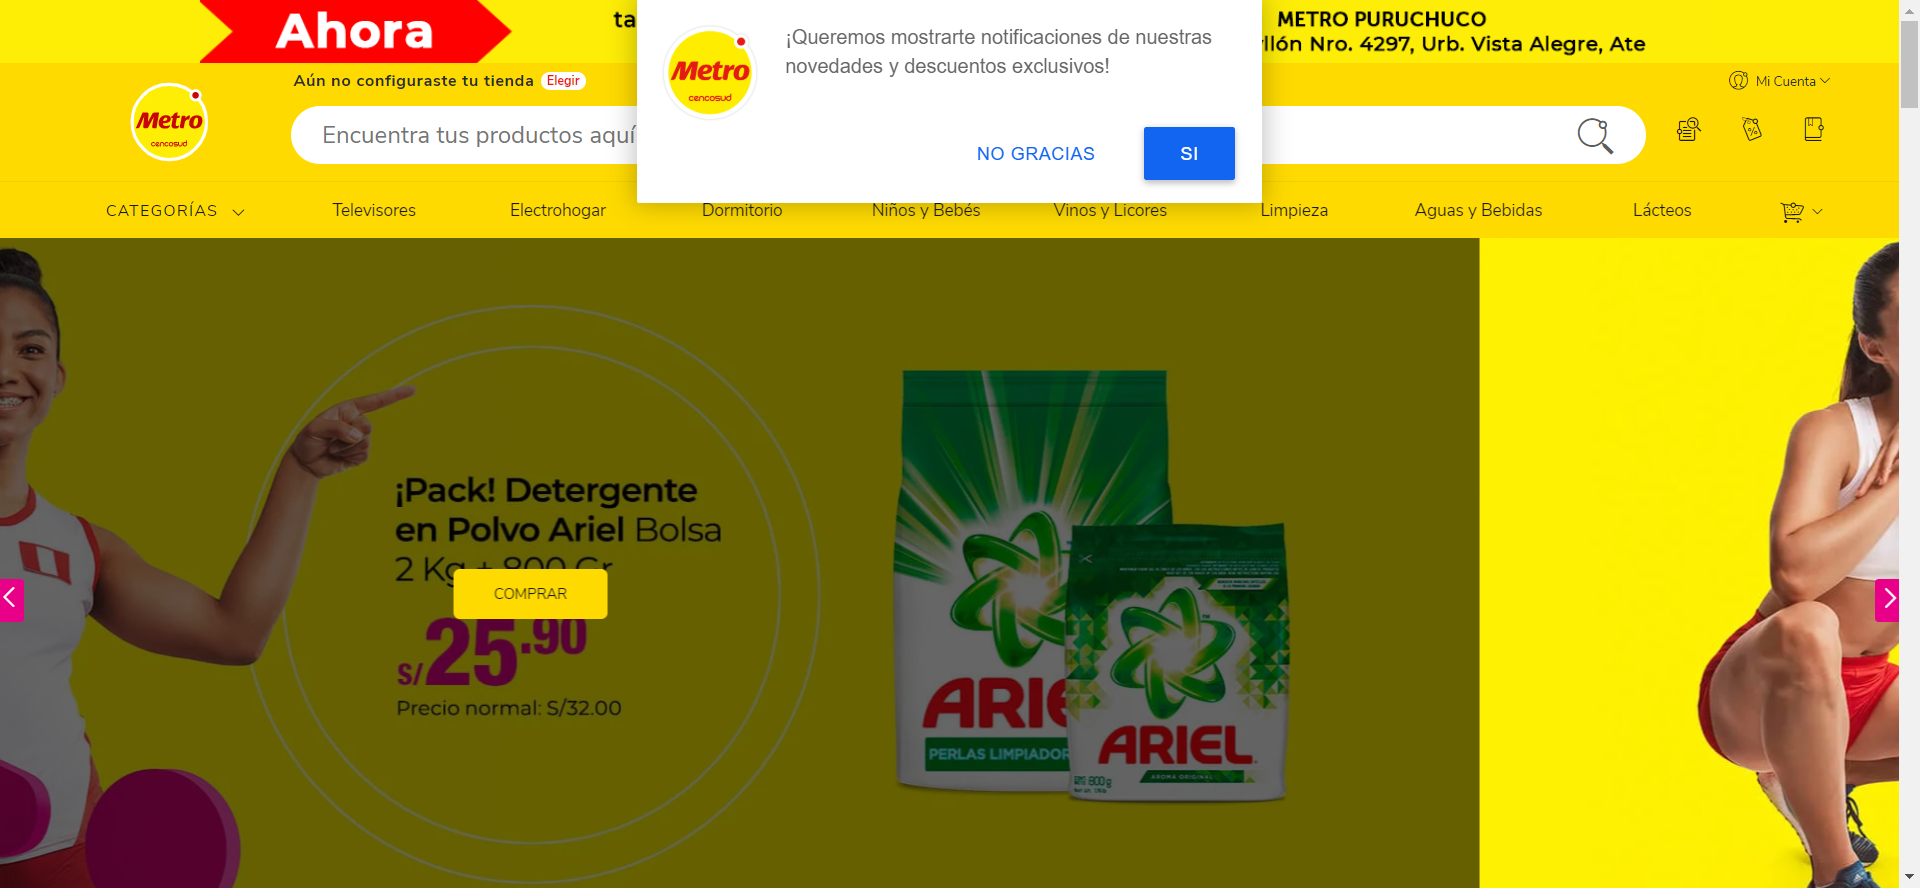 Ahora
ta
METRO PURUCHUCO
llón Nro. 4297, Urb. Vista Alegre, Ate
¡Queremos mostrarte notificaciones de nuestras
novedades y descuentos exclusivos!
NO GRACIAS
SI
Metro
cencosud
Aún no configuraste tu tienda Elegir
Mi Cuenta
Metro
cencosud
Encuentra tus productos aquí
CATEGORÍAS
Televisores
Electrohogar
Dormitorio
Niños y Bebés
Vinos y Licores
Limpieza
Aguas y Bebidas
Lácteos
¡Pack! Detergente
en Polvo Ariel Bolsa
2 Kg + 800 Gr
COMPRAR
S/25.90
Precio normal: S/32.00
ARIE
PERLAS LIMPIADOR
ARIEL
AROMA ORIGINAL
800g